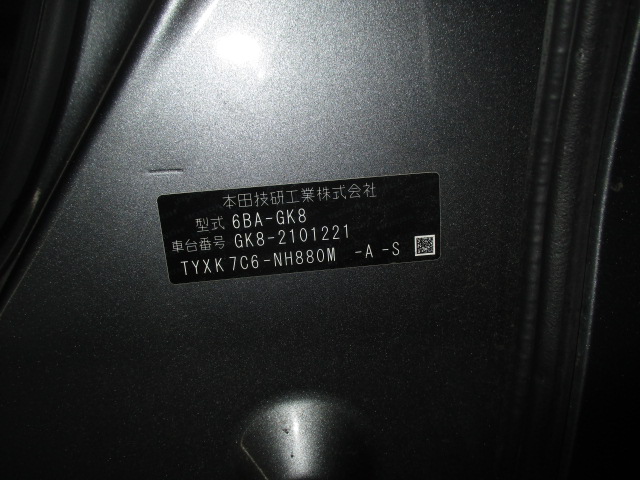 本田技研工業株式会社
型式 6BA-GK8
車台番号 GK8-2101221
TYXK7C6-NH880M -A -S